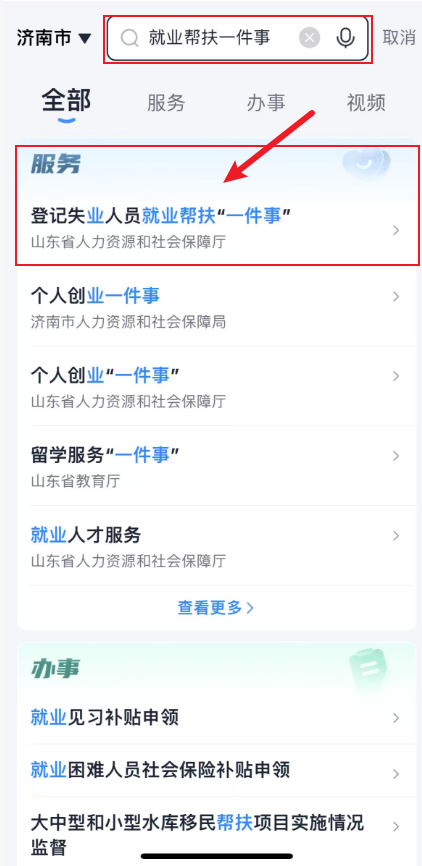 济南市 就业帮扶一件事 取消
全部 服务 办事 视频
服务
登记失业人员就业帮扶“一件事”
山东省人力资源和社会保障厅
个人创业一件事
济南市人力资源和社会保障局
个人创业“一件事”
山东省人力资源和社会保障厅
留学服务“一件事”
山东省教育厅
就业人才服务
山东省人力资源和社会保障厅
查看更多
办事
就业见习补贴申领
就业困难人员社会保险补贴申领
大中型和小型水库移民帮扶项目实施情况
监督